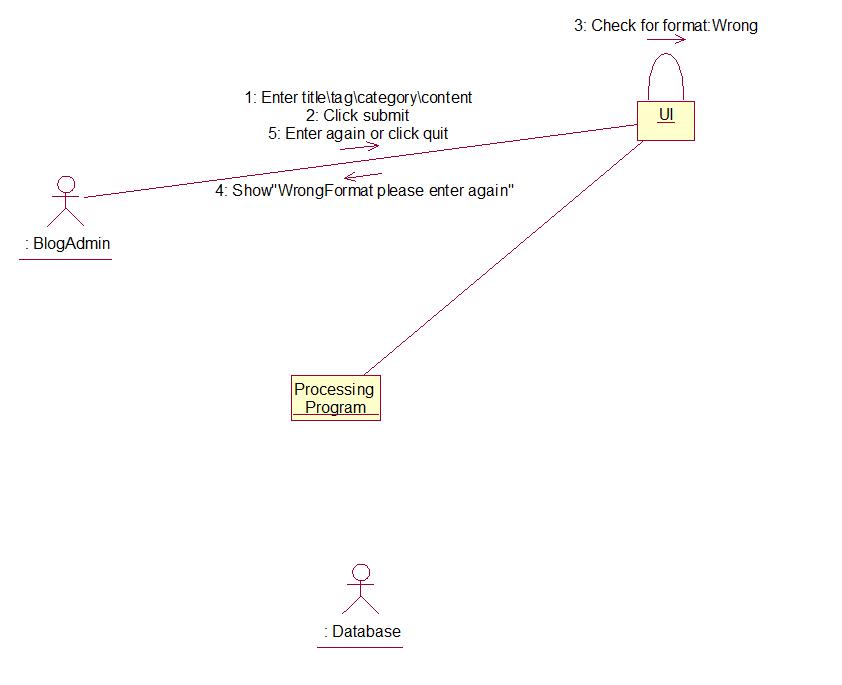 3: Check for format:Wrong
1: Enter title\tag\category\content
2: Click submit
5: Enter again or click quit
UI
4: Show"WrongFormat please enter again"
: BlogAdmin
Processing
Program
: Database